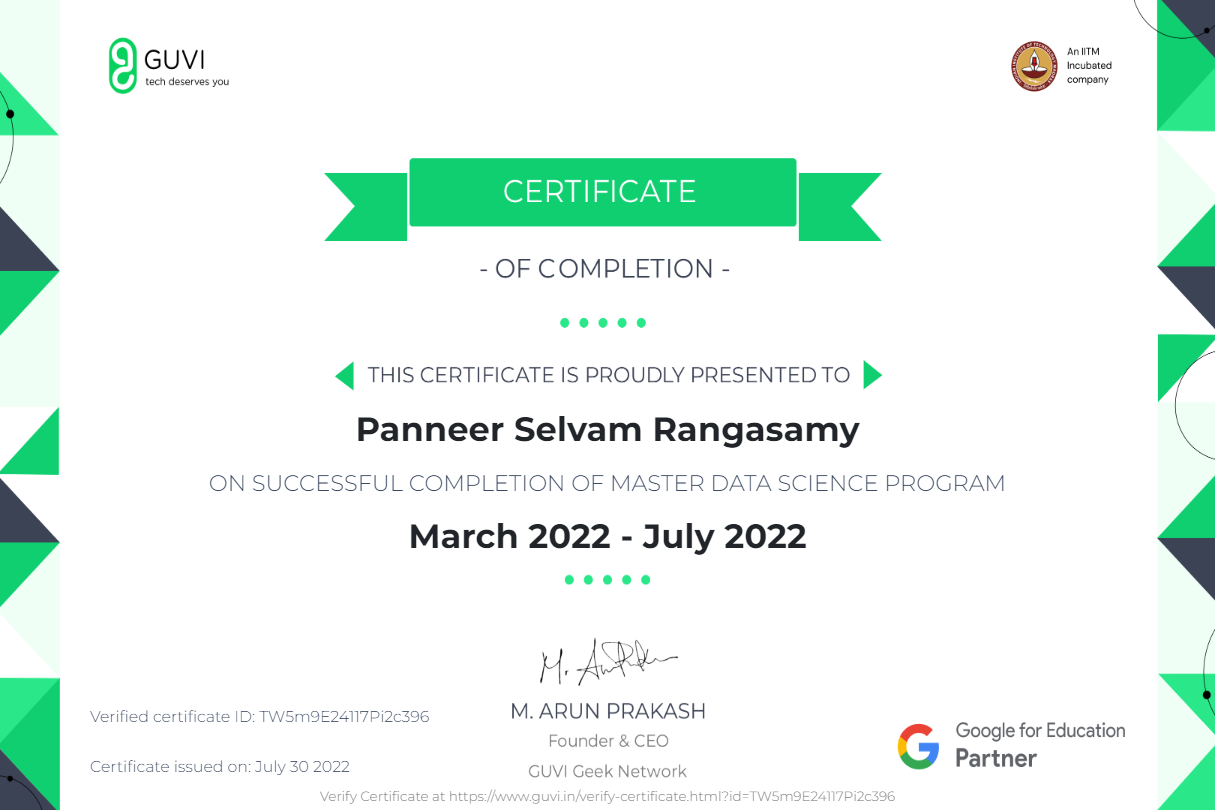 GUVI
tech deserves you
An IITM
Incubated
company
CERTIFICATE
- OF COMPLETION -
THIS CERTIFICATE IS PROUDLY PRESENTED TO
Panneer Selvam Rangasamy
ON SUCCESSFUL COMPLETION OF MASTER DATA SCIENCE PROGRAM
March 2022 - July 2022
M. ARUN PRAKASH
Founder & CEO
GUVI Geek Network
Verified certificate ID: TW5m9E24117Pi2c396
Certificate issued on: July 30 2022
Google for Education
Partner
Verify Certificate at https://www.guvi.in/verify-certificate.html?id=TW5m9E24117Pi2c396